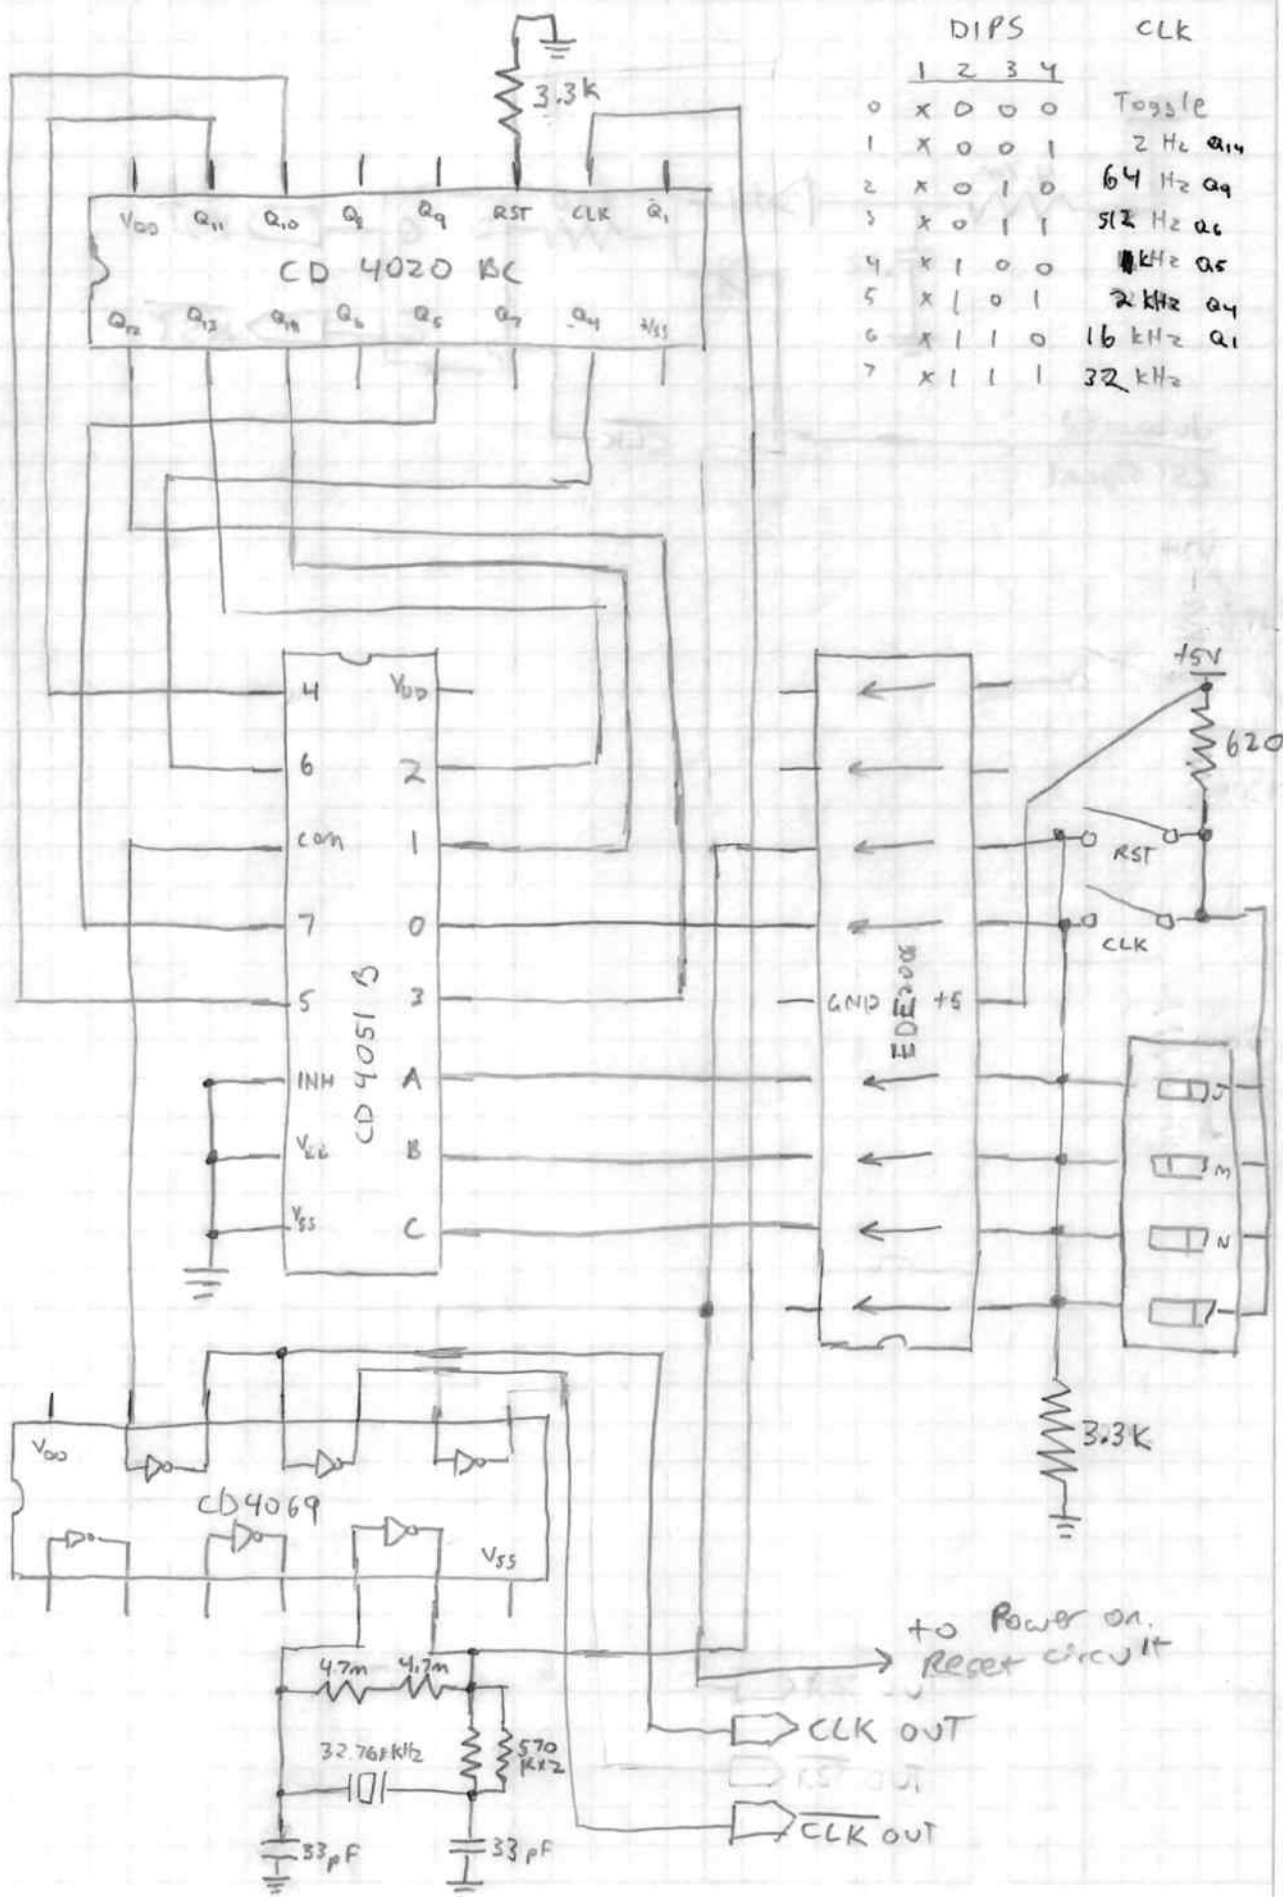 DIPS CLK
1 2 3 4
0 x 0 0 0 Toggle
1 x 0 0 1 2 Hz Q14
2 x 0 1 0 64 Hz Q9
3 x 0 1 1 512 Hz Q6
4 x 1 0 0 1 kHz Q5
5 x 1 0 1 2 kHz Q4
6 x 1 1 0 16 kHz Q1
7 x 1 1 1 32 kHz
3.3K
VDD Q11 Q10 Q8 Q9 RST CLK Q1
CD 4020 BC
Q12 Q13 Q14 Q6 Q5 Q7 Q4 VSS
+5V
620
4 VDD
6 2
com 1
7 0
5 3
INH A
VEE B
VSS C
CD 4051 B
GND +5
RST
CLK
3.3K
VDD
CD4069
VSS
4.7m 4.7m
32.768kHz
570
Kx2
33pF 33pF
to Power on.
Reset circuit
CLK OUT
CLK OUT